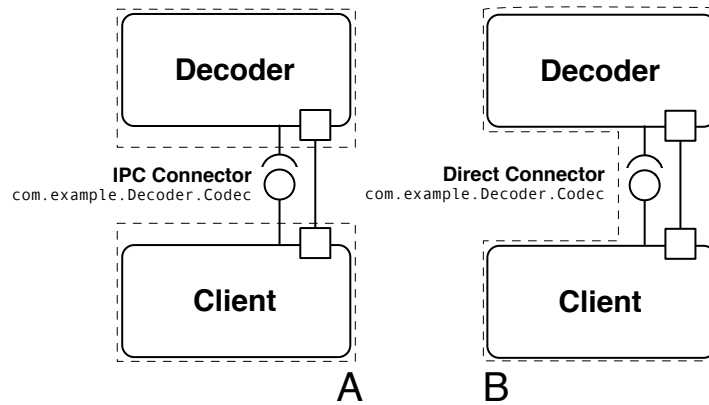 Decoder
IPC Connector
com.example.Decoder.Codec
Client
A
Decoder
Direct Connector
com.example.Decoder.Codec
Client
B